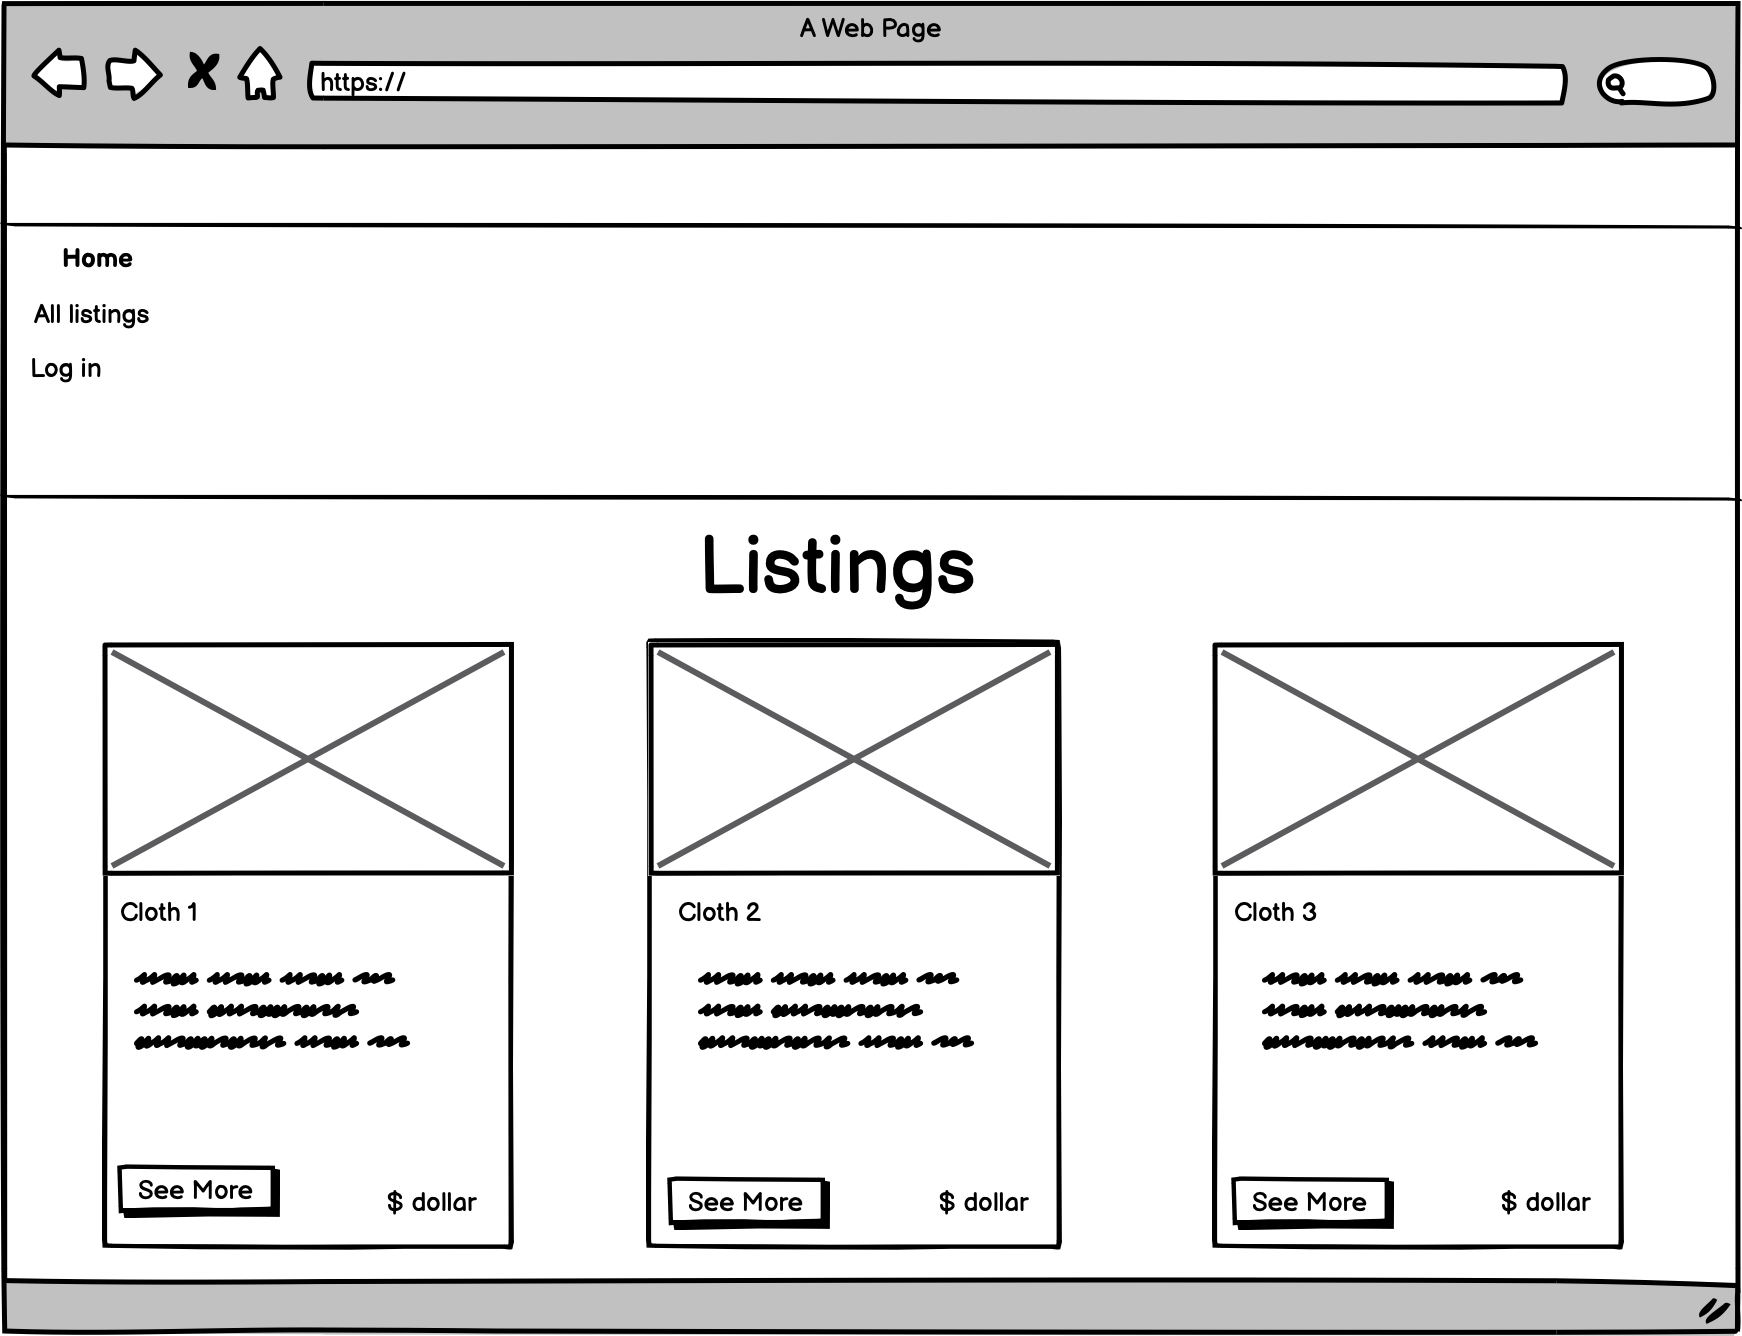 A Web Page
https://
Home
All listings
Log in
Listings
Cloth 1
Cloth 2
Cloth 3
See More
$ dollar
See More
$ dollar
See More
$ dollar